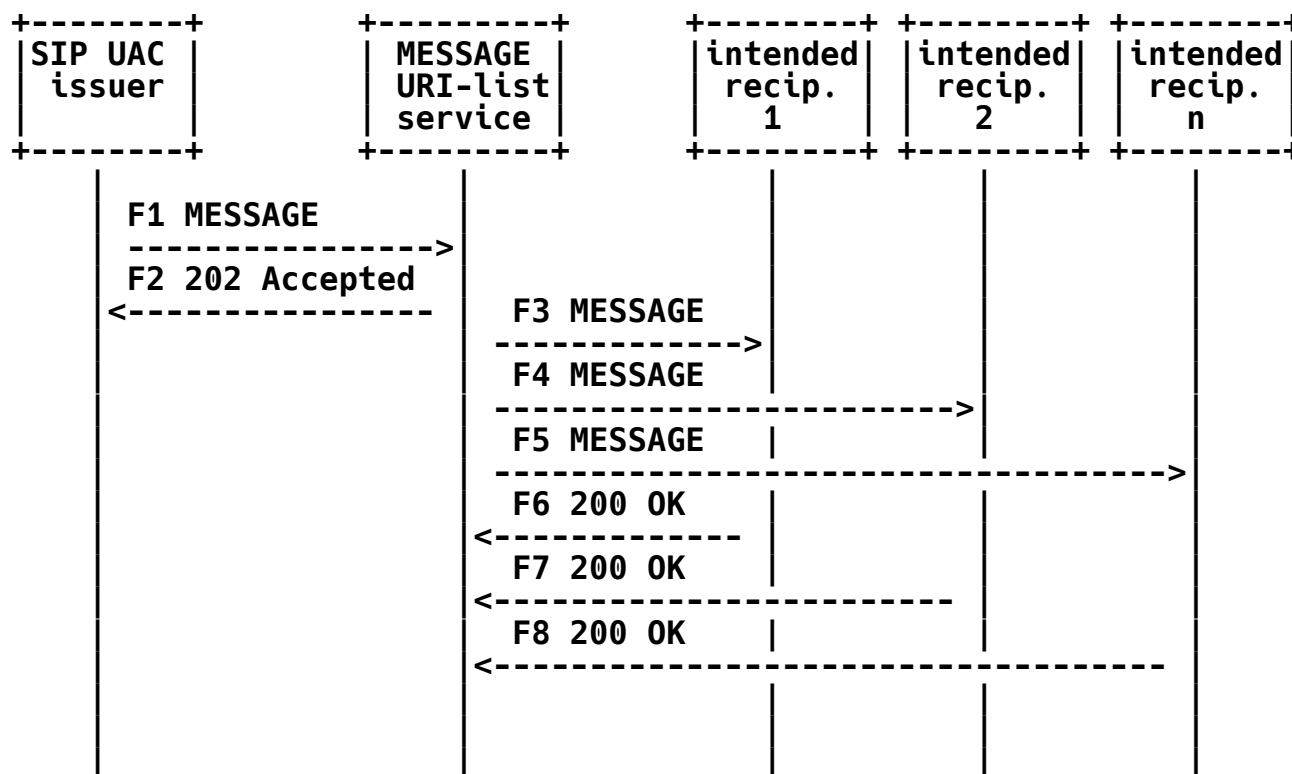 SIP UAC issuer
MESSAGE URI-list service
intended recip. 1
intended recip. 2
intended recip. n
F1 MESSAGE
F2 202 Accepted
F3 MESSAGE
F4 MESSAGE
F5 MESSAGE
F6 200 OK
F7 200 OK
F8 200 OK